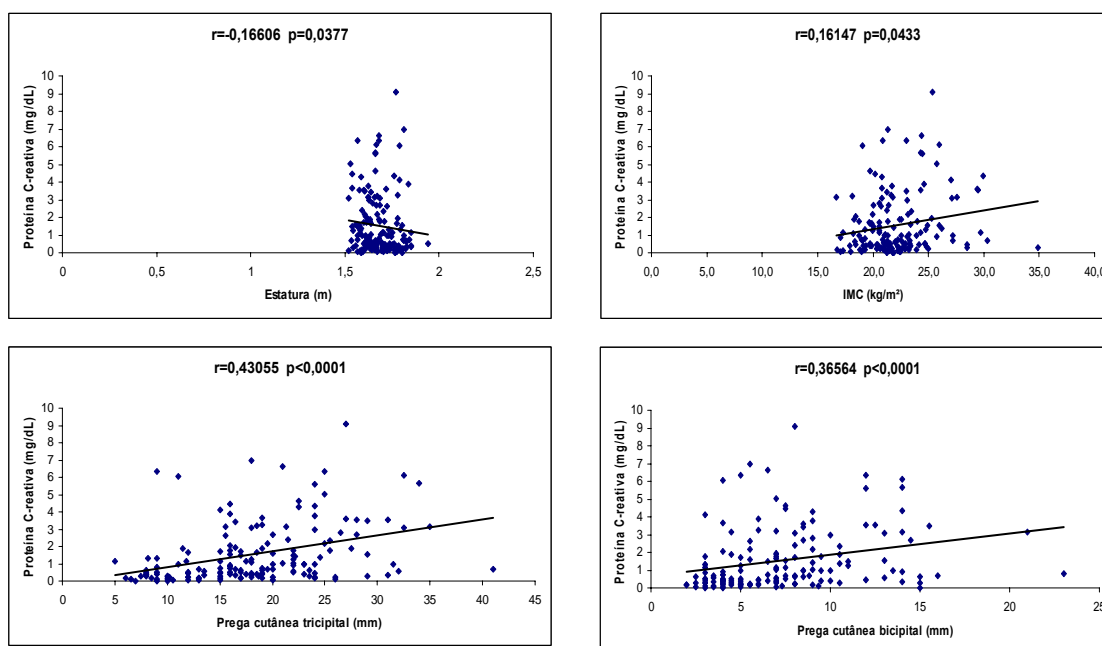 r=-0,16606 p=0,0377
Proteína C-reativa (mg/dL)
10
9
8
7
6
5
4
3
2
1
0
0 0,5 1 1,5 2 2,5
Estatura (m)
r=0,16147 p=0,0433
Proteína C-reativa (mg/dL)
10
9
8
7
6
5
4
3
2
1
0
0,0 5,0 10,0 15,0 20,0 25,0 30,0 35,0 40,0
IMC (kg/m²)
r=0,43055 p<0,0001
Proteína C-reativa (mg/dL)
10
9
8
7
6
5
4
3
2
1
0
0 5 10 15 20 25 30 35 40 45
Prega cutânea tricipital (mm)
r=0,36564 p<0,0001
Proteína C-reativa (mg/dL)
10
9
8
7
6
5
4
3
2
1
0
0 5 10 15 20 25
Prega cutânea bicipital (mm)